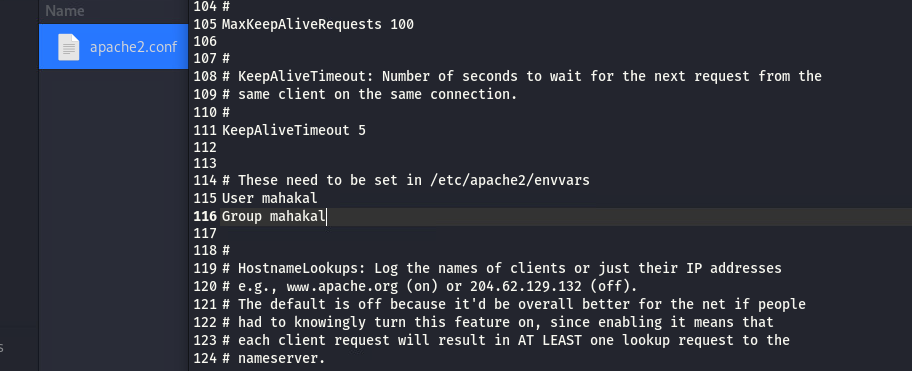 Name
apache2.conf
104 #
105 MaxKeepAliveRequests 100
106
107 #
108 # KeepAliveTimeout: Number of seconds to wait for the next request from the
109 # same client on the same connection.
110 #
111 KeepAliveTimeout 5
112
113
114 # These need to be set in /etc/apache2/envvars
115 User mahakal
116 Group mahakal
117
118 #
119 # HostnameLookups: Log the names of clients or just their IP addresses
120 # e.g., www.apache.org (on) or 204.62.129.132 (off).
121 # The default is off because it'd be overall better for the net if people
122 # had to knowingly turn this feature on, since enabling it means that
123 # each client request will result in AT LEAST one lookup request to the
124 # nameserver.
s